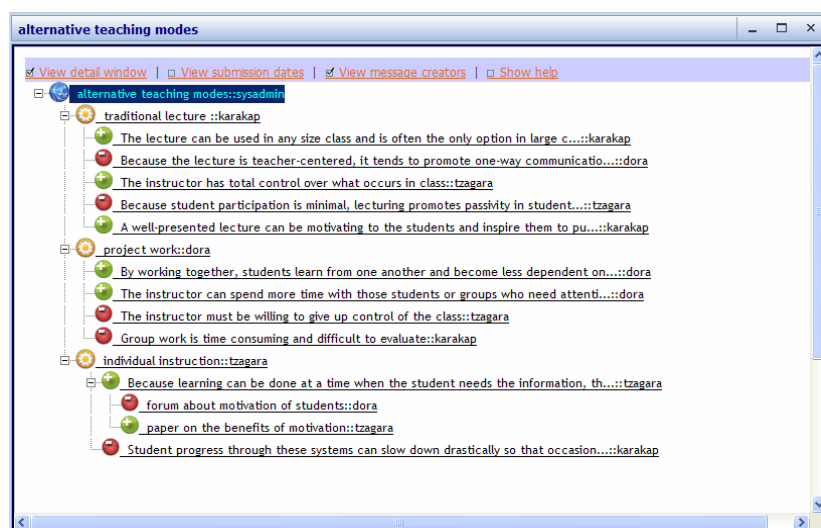 alternative teaching modes
View detail window | View submission dates | View message creators | Show help
alternative teaching modes::sysadmin
traditional lecture ::karakap
The lecture can be used in any size class and is often the only option in large c...::karakap
Because the lecture is teacher-centered, it tends to promote one-way communicatio...::dora
The instructor has total control over what occurs in class::tzagara
Because student participation is minimal, lecturing promotes passivity in student...::tzagara
A well-presented lecture can be motivating to the students and inspire them to pu...::karakap
project work::dora
By working together, students learn from one another and become less dependent on...::dora
The instructor can spend more time with those students or groups who need attenti...::dora
The instructor must be willing to give up control of the class::tzagara
Group work is time consuming and difficult to evaluate::karakap
individual instruction::tzagara
Because learning can be done at a time when the student needs the information, th...::tzagara
forum about motivation of students::dora
paper on the benefits of motivation::tzagara
Student progress through these systems can slow down drastically so that occasion...::karakap